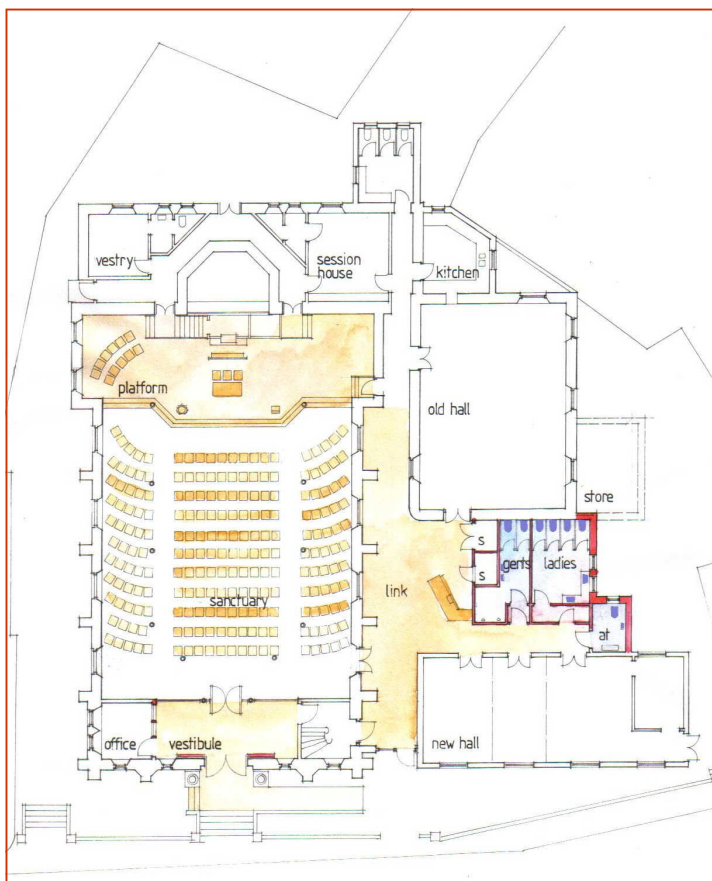 vestry
session
house
kitchen
platform
old hall
store
s
gents
ladies
s
link
sanctuary
at
office
vestibule
new hall